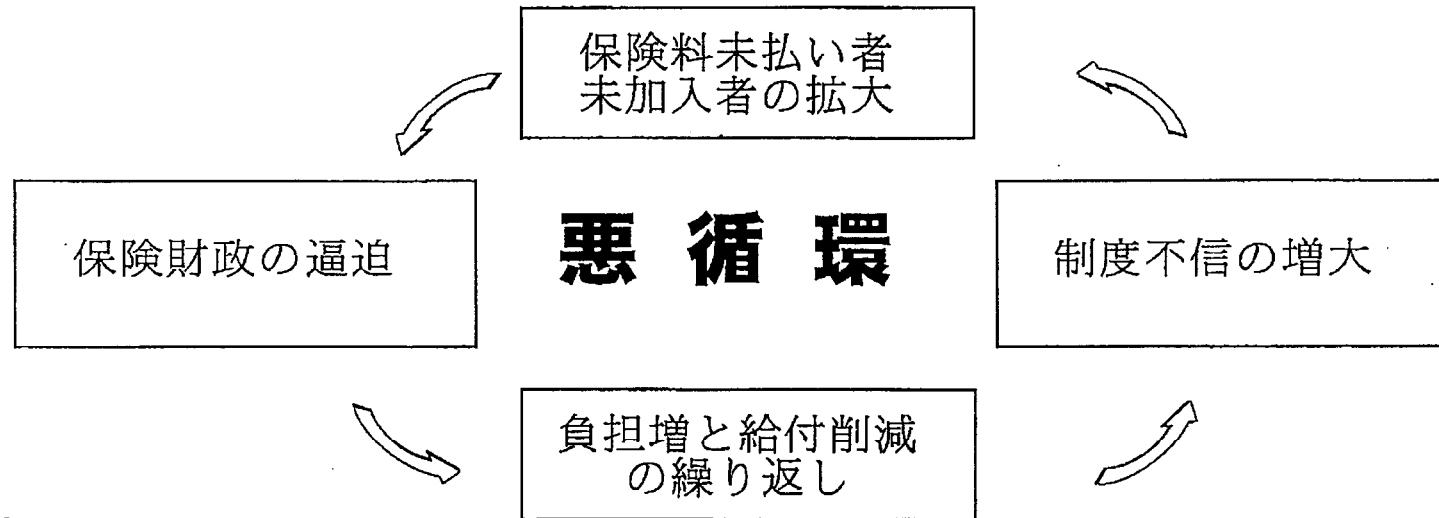 保険料未払い者
未加入者の拡大
保険財政の逼迫
悪循環
制度不信の増大
負担増と給付削減
の繰り返し